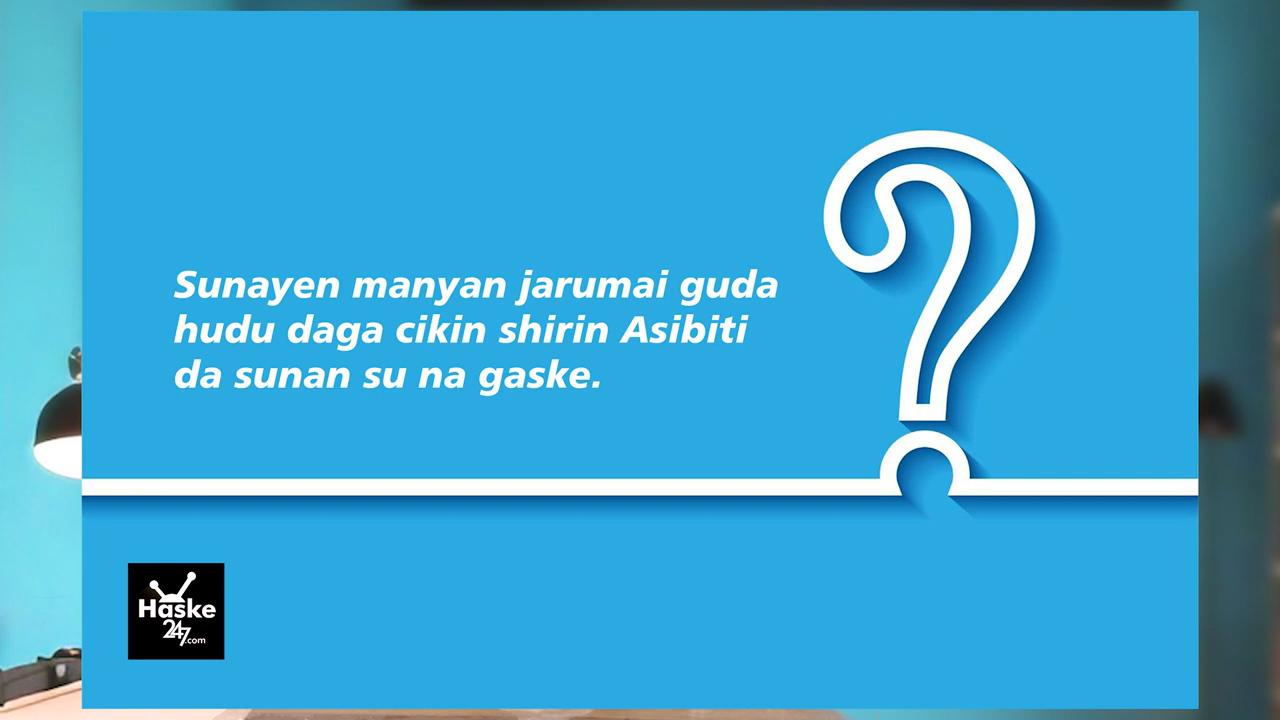 Sunayen manyan jarumai guda
hudu daga cikin shirin Asibiti
da sunan su na gaske.
Haske
247.com